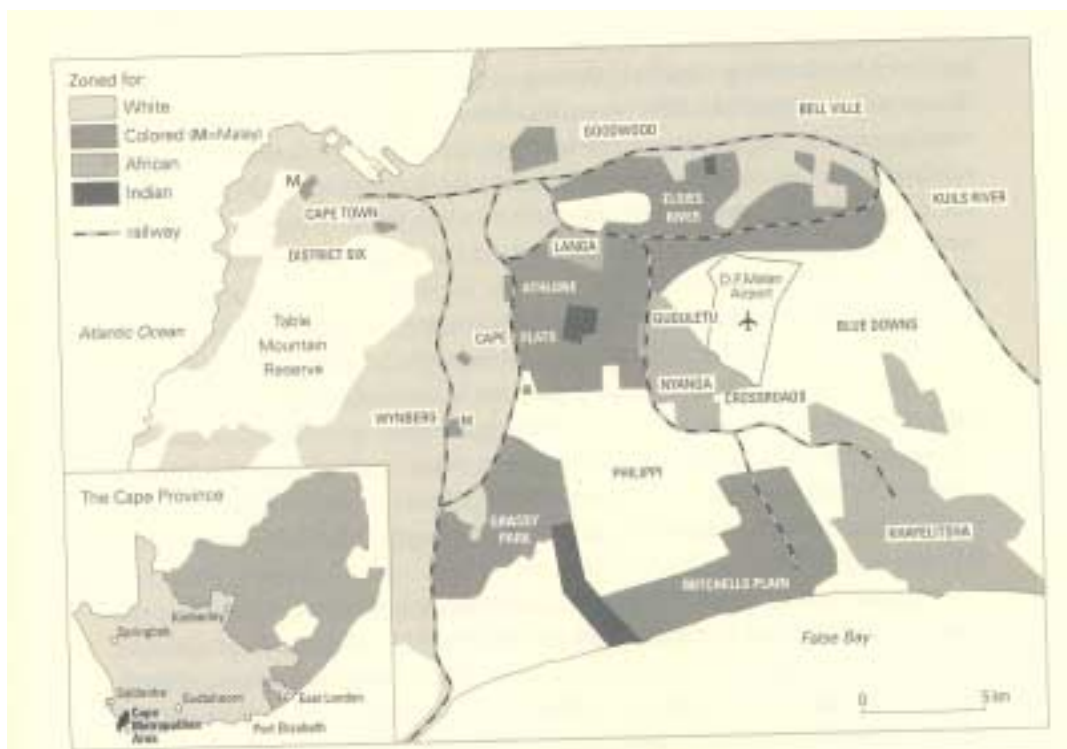 Zoned for:
White
Colored (M=Malay)
African
Indian
railway
GOODWOOD
BELL VILLE
KUILS RIVER
M
CAPE TOWN
DISTRICT SIX
ELSIES
RIVER
LANGA
ATHLONE
D.F.Malan
Airport
GUGULETU
BLUE DOWNS
Atlantic Ocean
Table
Mountain
Reserve
CAPE
FLATS
NYANGA
CROSSROADS
WYNBERG
M
PHILIPPI
GRASSY
PARK
KHAYELITSHA
MITCHELLS PLAIN
False Bay
0
5 km
The Cape Province
Kimberley
Springbok
Saldanha
Oudtshoorn
East London
Port Elizabeth
Cape
Metropolitan
Area